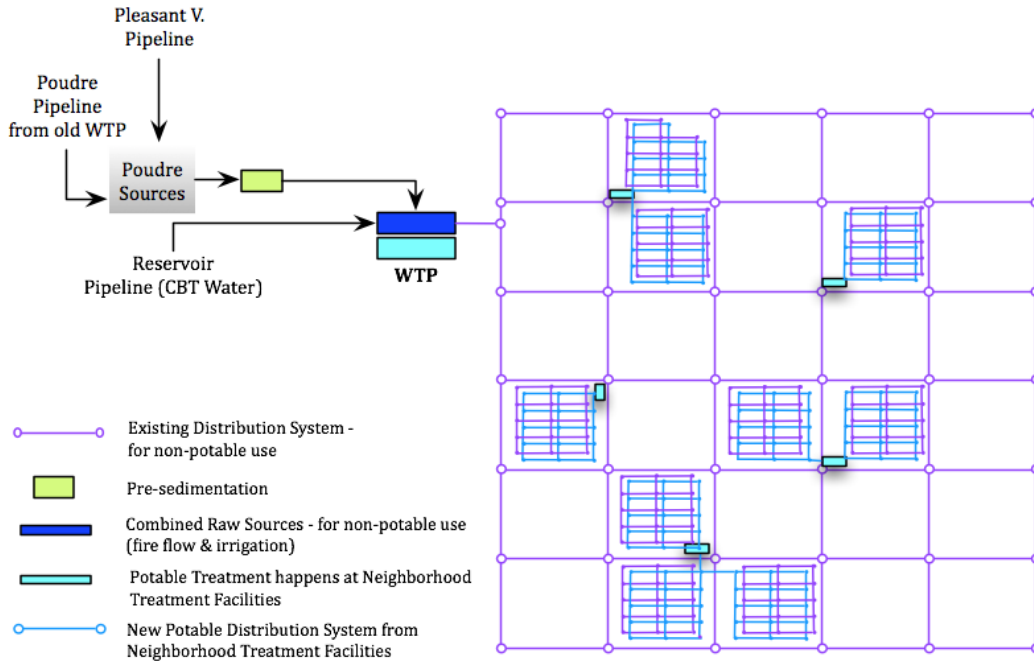 Pleasant V.
Pipeline
Poudre
Pipeline
from old WTP
Poudre
Sources
Reservoir
Pipeline (CBT Water)
WTP
Existing Distribution System -
for non-potable use
Pre-sedimentation
Combined Raw Sources - for non-potable use
(fire flow & irrigation)
Potable Treatment happens at Neighborhood
Treatment Facilities
New Potable Distribution System from
Neighborhood Treatment Facilities